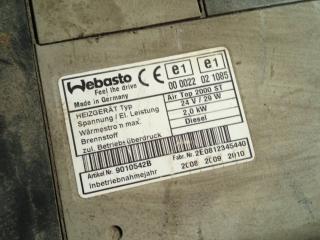 Webasto CE e1 e1
Feel the drive
Made in Germany 00 0022 02 1085
HEIZGERÄT Typ Air Top 2000 ST
Spannung / El. Leistung 24 V / 29 W
Wärmestrom max. 2,0 kW
Brennstoff Diesel
zul. Betriebsüberdruck
Artikel Nr. 9010542B Fabr. Nr. 2E0812345440
Inbetriebnahmejahr 2008 2009 2010